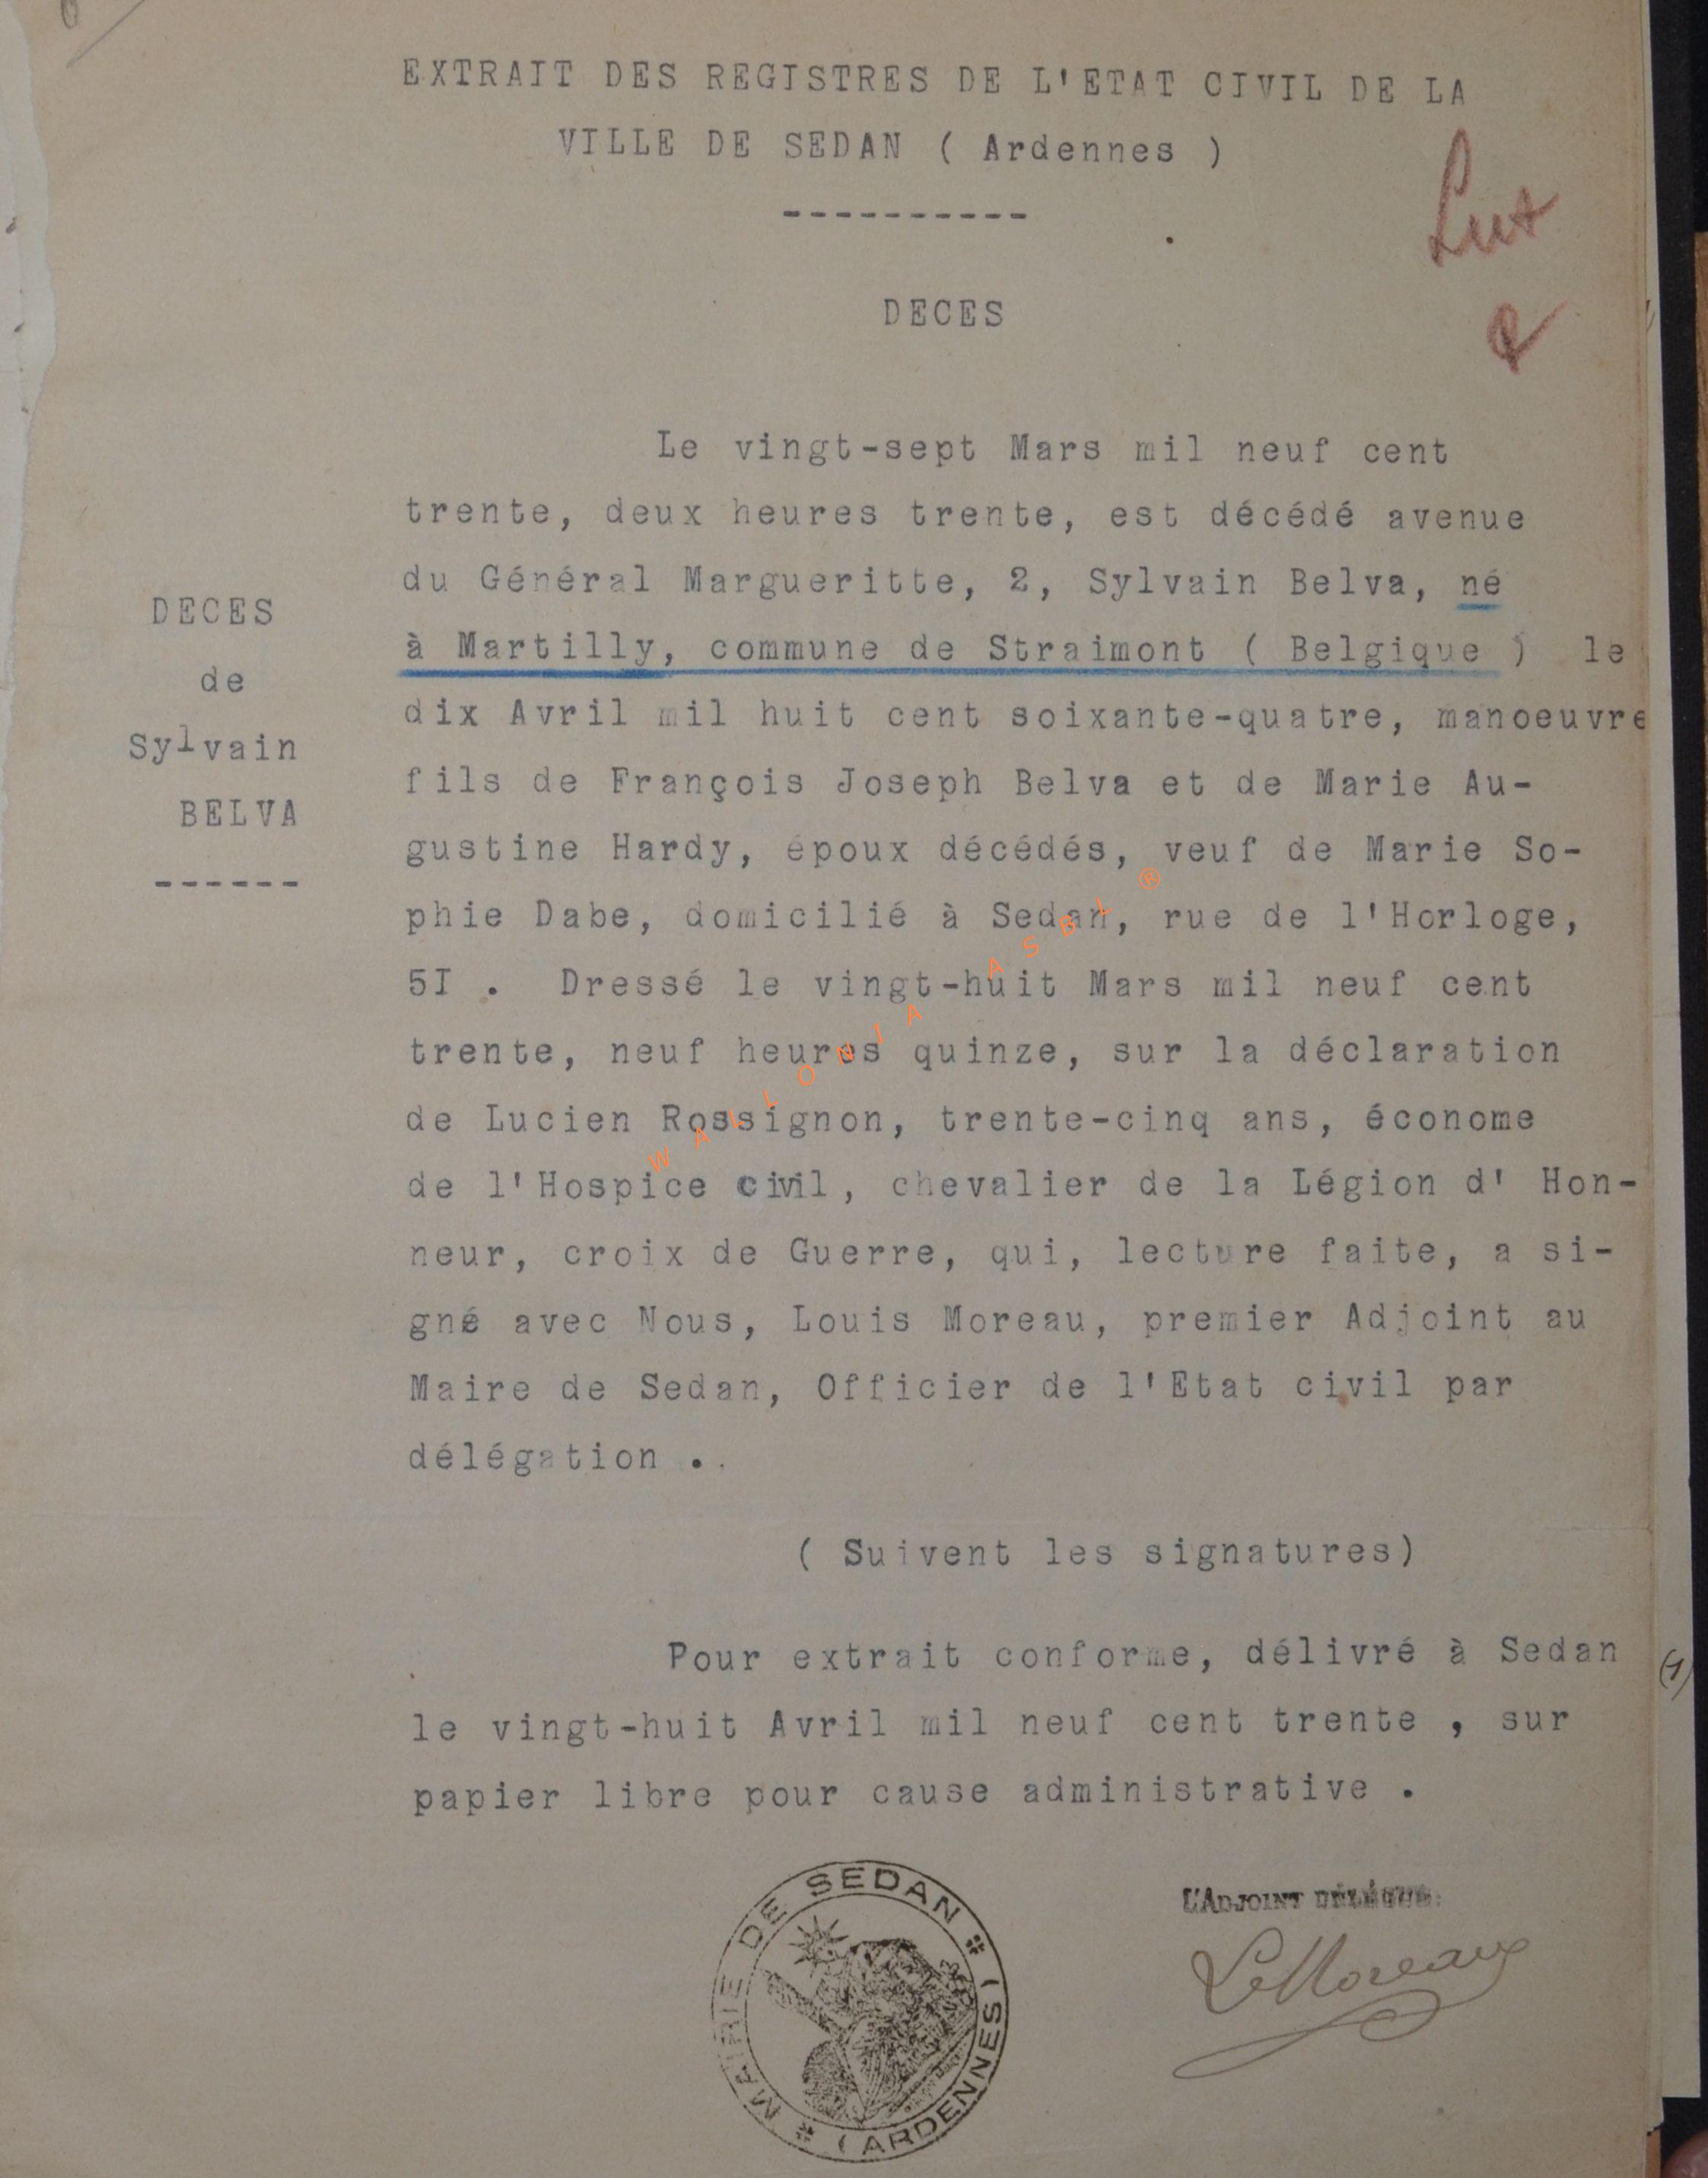 EXTRAIT DES REGISTRES DE L'ETAT CIVIL DE LA
VILLE DE SEDAN ( Ardennes )
----------
Lux
DECES
DECES
de
Sylvain
BELVA
------
Le vingt-sept Mars mil neuf cent
trente, deux heures trente, est décédé avenue
du Général Margueritte, 2, Sylvain Belva, né
à Martilly, commune de Straimont ( Belgique ) le
dix Avril mil huit cent soixante-quatre, manoeuvre
fils de François Joseph Belva et de Marie Au-
gustine Hardy, époux décédés, veuf de Marie So-
phie Dabe, domicilié à Sedan, rue de l'Horloge,
5I . Dressé le vingt-huit Mars mil neuf cent
trente, neuf heures quinze, sur la déclaration
de Lucien Rossignon, trente-cinq ans, économe
de l'Hospice civil, chevalier de la Légion d' Hon-
neur, croix de Guerre, qui, lecture faite, a si-
gné avec Nous, Louis Moreau, premier Adjoint au
Maire de Sedan, Officier de l'Etat civil par
délégation ..
( Suivent les signatures)
Pour extrait conforme, délivré à Sedan
le vingt-huit Avril mil neuf cent trente , sur
papier libre pour cause administrative .
WALLONIA ASBL ®
(1)
MAIRIE DE SEDAN
(ARDENNES)
L'ADJOINT DÉLÉGUÉ
L. Moreau